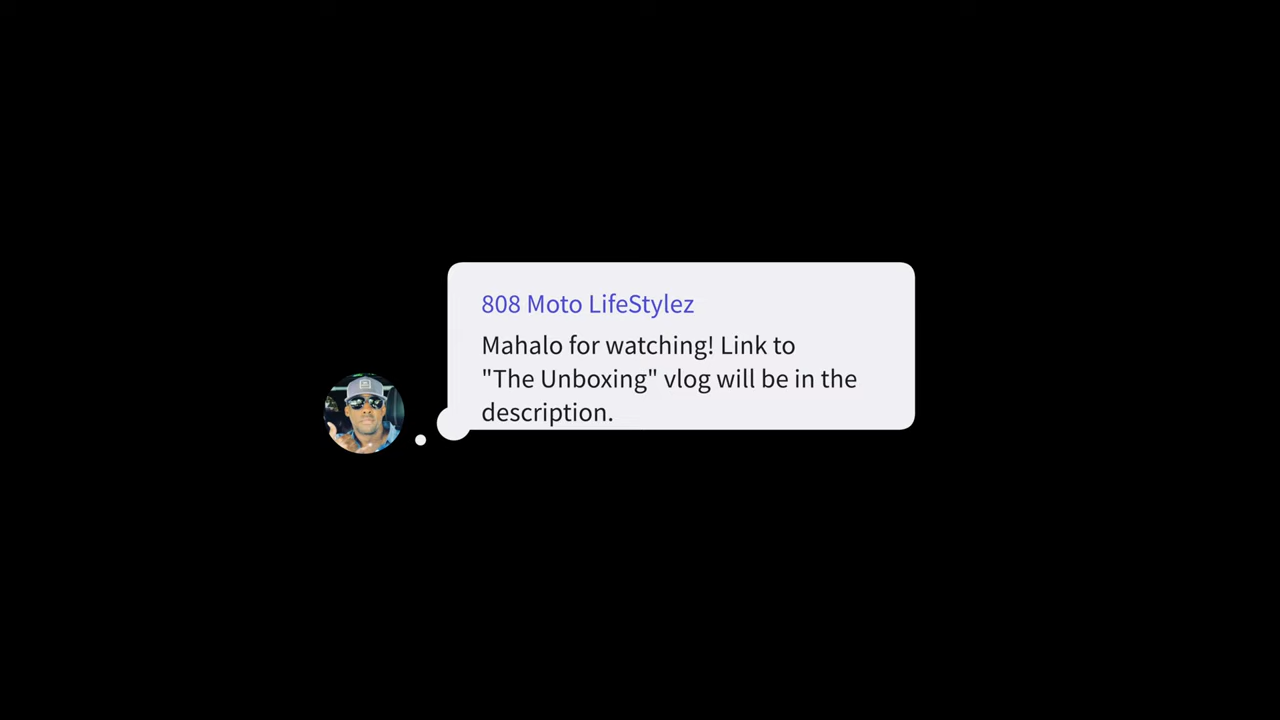 808 Moto LifeStylez
Mahalo for watching! Link to
"The Unboxing" vlog will be in the
description.